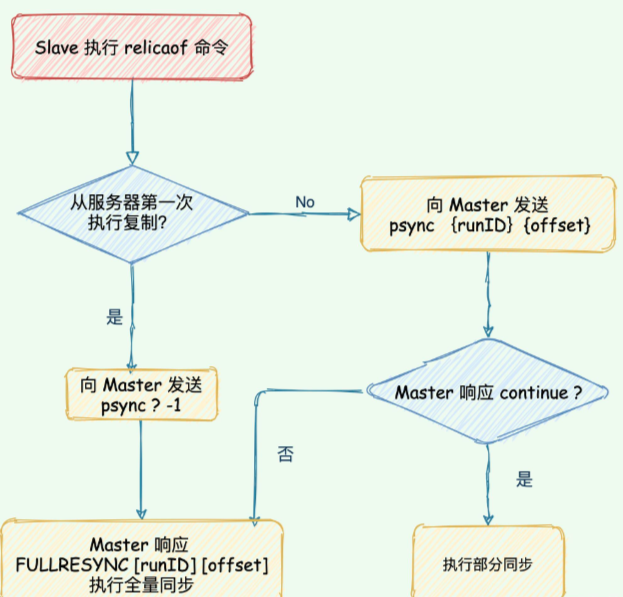 Slave 执行 relicaof 命令
从服务器第一次
执行复制?
No
向 Master 发送
psync {runID} {offset}
是
向 Master 发送
psync ? -1
Master 响应 continue ?
否
是
Master 响应
FULLRESYNC [runID] [offset]
执行全量同步
执行部分同步